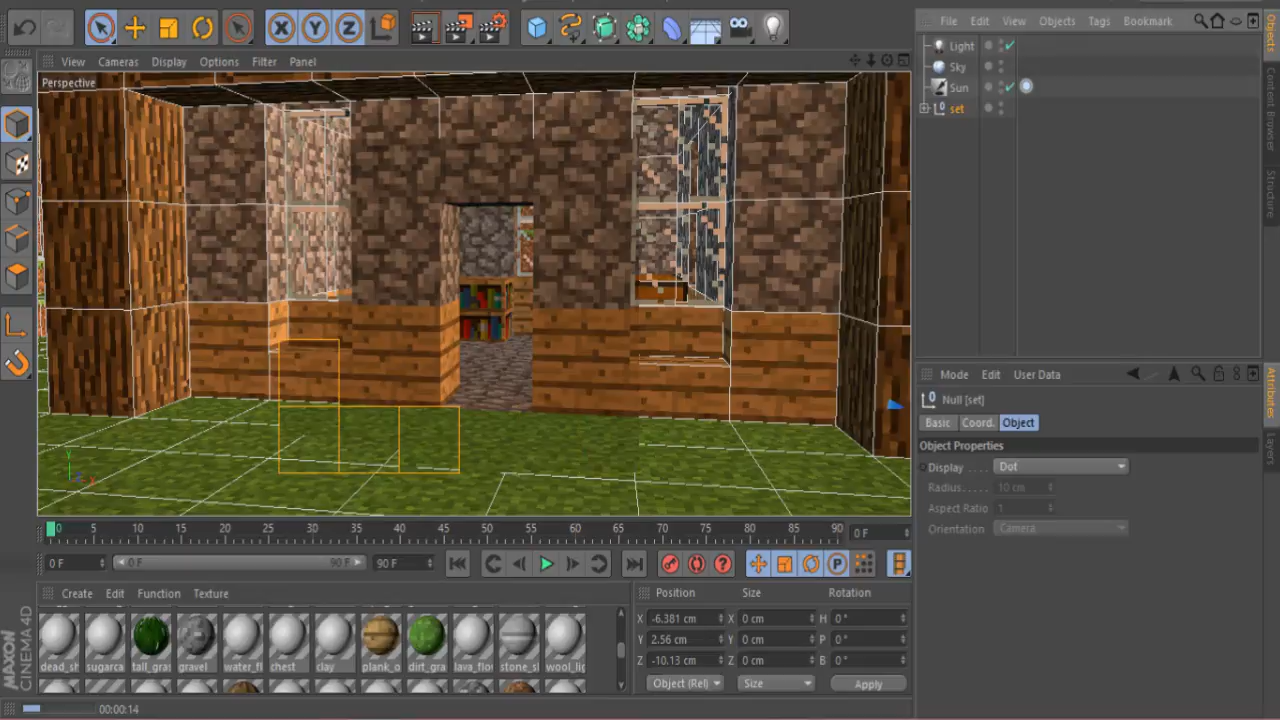 File Edit View Objects Tags Bookmark
X Y Z
Objects
Content Browser
Structure
View Cameras Display Options Filter Panel
Perspective
Light
Sky
Sun
set
Mode Edit User Data
Attributes
Layers
Null [set]
Basic Coord. Object
Object Properties
Display . . . . Dot
Radius . . . . . 10 cm
Aspect Ratio 1
Orientation Camera
0 5 10 15 20 25 30 35 40 45 50 55 60 65 70 75 80 85 90 0 F
0 F 0 F 90 F 90 F
P
Create Edit Function Texture
Position Size Rotation
X -6.381 cm X 0 cm H 0 °
Y 2.56 cm Y 0 cm P 0 °
Z -10.13 cm Z 0 cm B 0 °
dead_sh sugarca tall_gras gravel water_fl chest clay plank_o dirt_gra lava_flo stone_sl wool_lig
Object (Rel) Size Apply
MAXON
CINEMA 4D
00:00:14